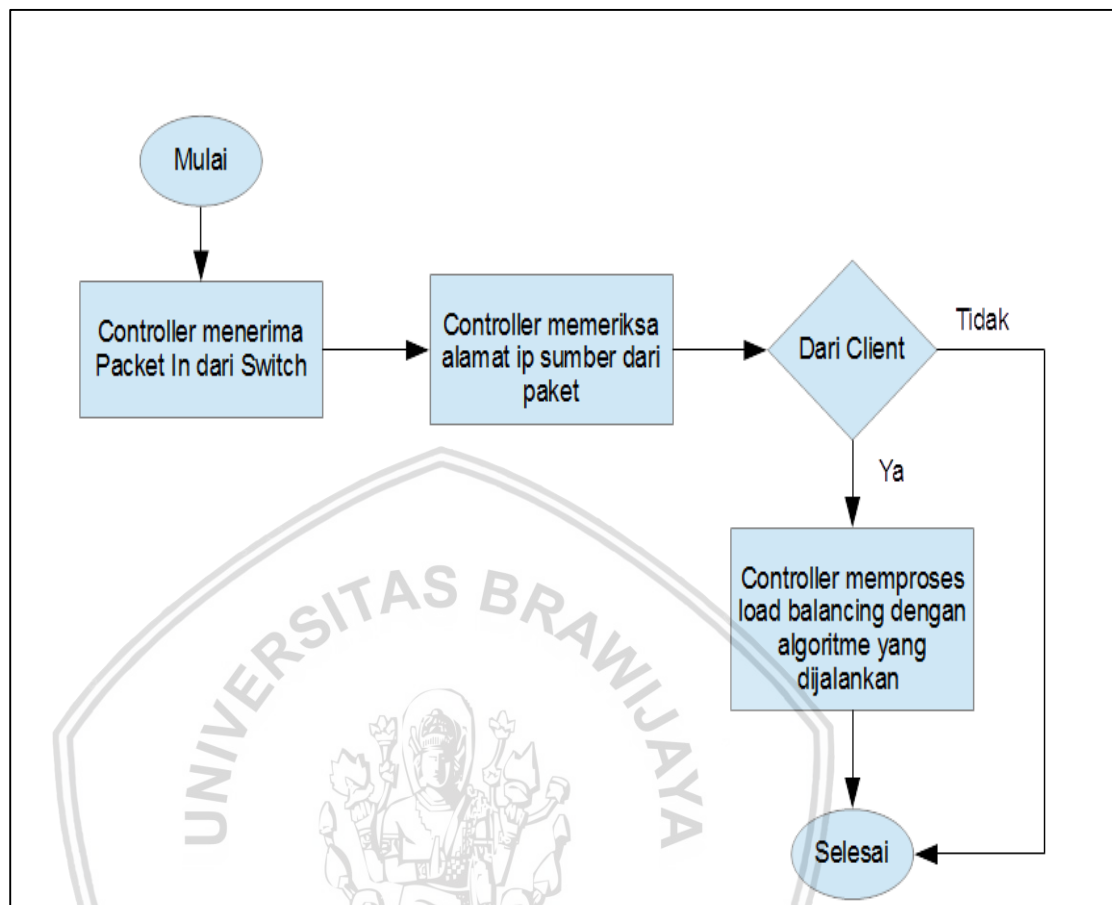 Mulai
Controller menerima
Packet In dari Switch
Controller memeriksa
alamat ip sumber dari
paket
Dari Client
Tidak
Ya
Controller memproses
load balancing dengan
algoritme yang
dijalankan
Selesai
UNIVERSITAS BRAWIJAYA